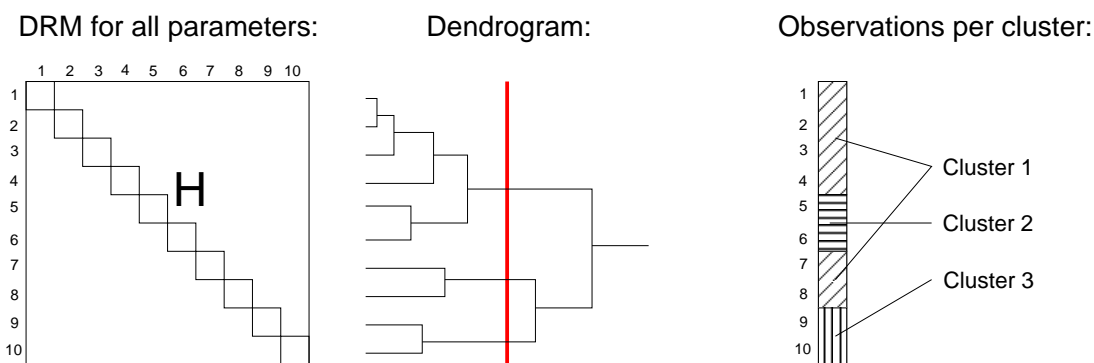 DRM for all parameters:
Dendrogram:
Observations per cluster:
1 2 3 4 5 6 7 8 9 10
1
2
3
4
5
6
7
8
9
10
H
1
2
3
4
5
6
7
8
9
10
Cluster 1
Cluster 2
Cluster 3